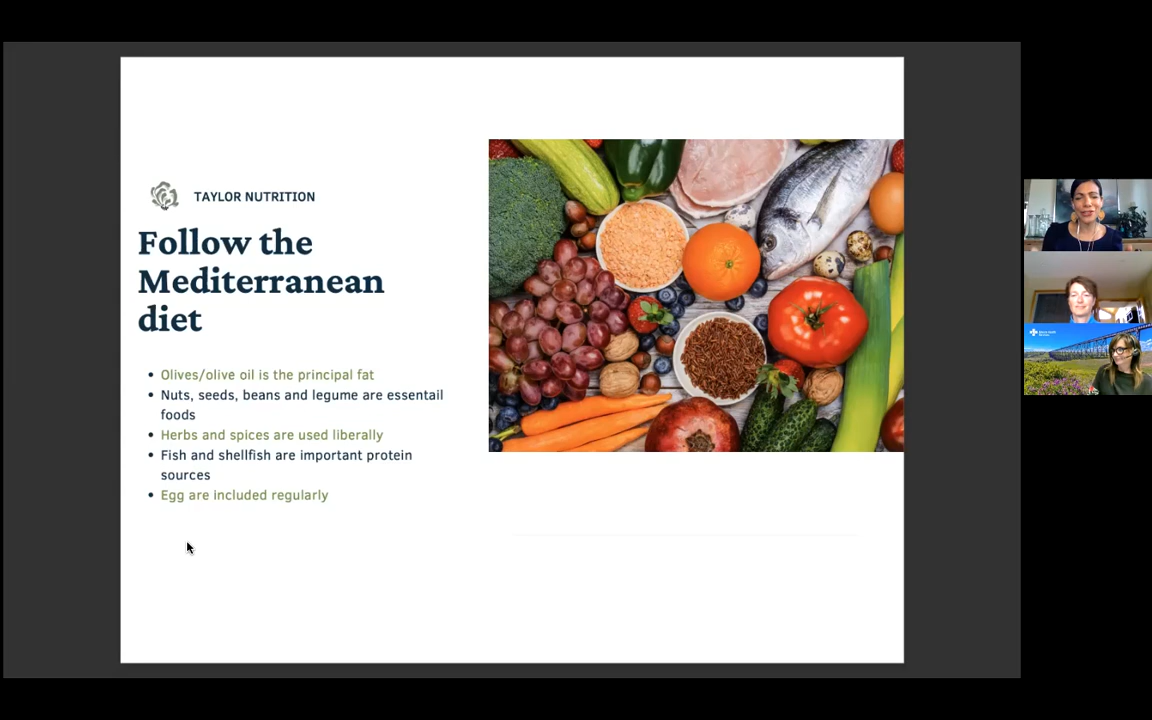 TAYLOR NUTRITION
Follow the
Mediterranean
diet
• Olives/olive oil is the principal fat
• Nuts, seeds, beans and legume are essentail
foods
• Herbs and spices are used liberally
• Fish and shellfish are important protein
sources
• Egg are included regularly